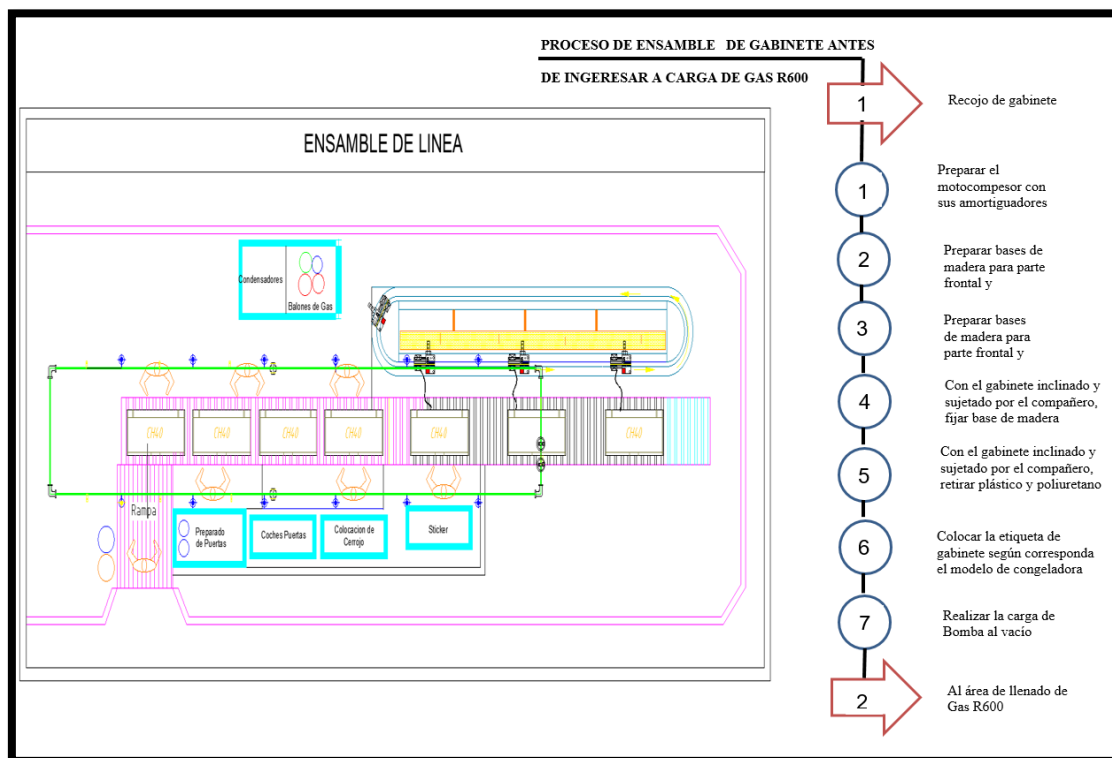 PROCESO DE ENSAMBLE DE GABINETE ANTES
DE INGERESAR A CARGA DE GAS R600
1
Recojo de gabinete
1
Preparar el
motocompesor con
sus amortiguadores
2
Preparar bases de
madera para parte
frontal y
3
Preparar bases
de madera para
parte frontal y
4
Con el gabinete inclinado y
sujetado por el compañero,
fijar base de madera
5
Con el gabinete inclinado y
sujetado por el compañero,
retirar plástico y poliuretano
6
Colocar la etiqueta de
gabinete según corresponda
el modelo de congeladora
7
Realizar la carga de
Bomba al vacío
2
Al área de llenado de
Gas R600
ENSAMBLE DE LINEA
Condensadores
Balones de Gas
CH40
CH40
CH40
CH40
CH40
CH40
CH40
Rampa
Preparado
de Puertas
Coches Puertas
Colocacion de
Cerrojo
Sticker